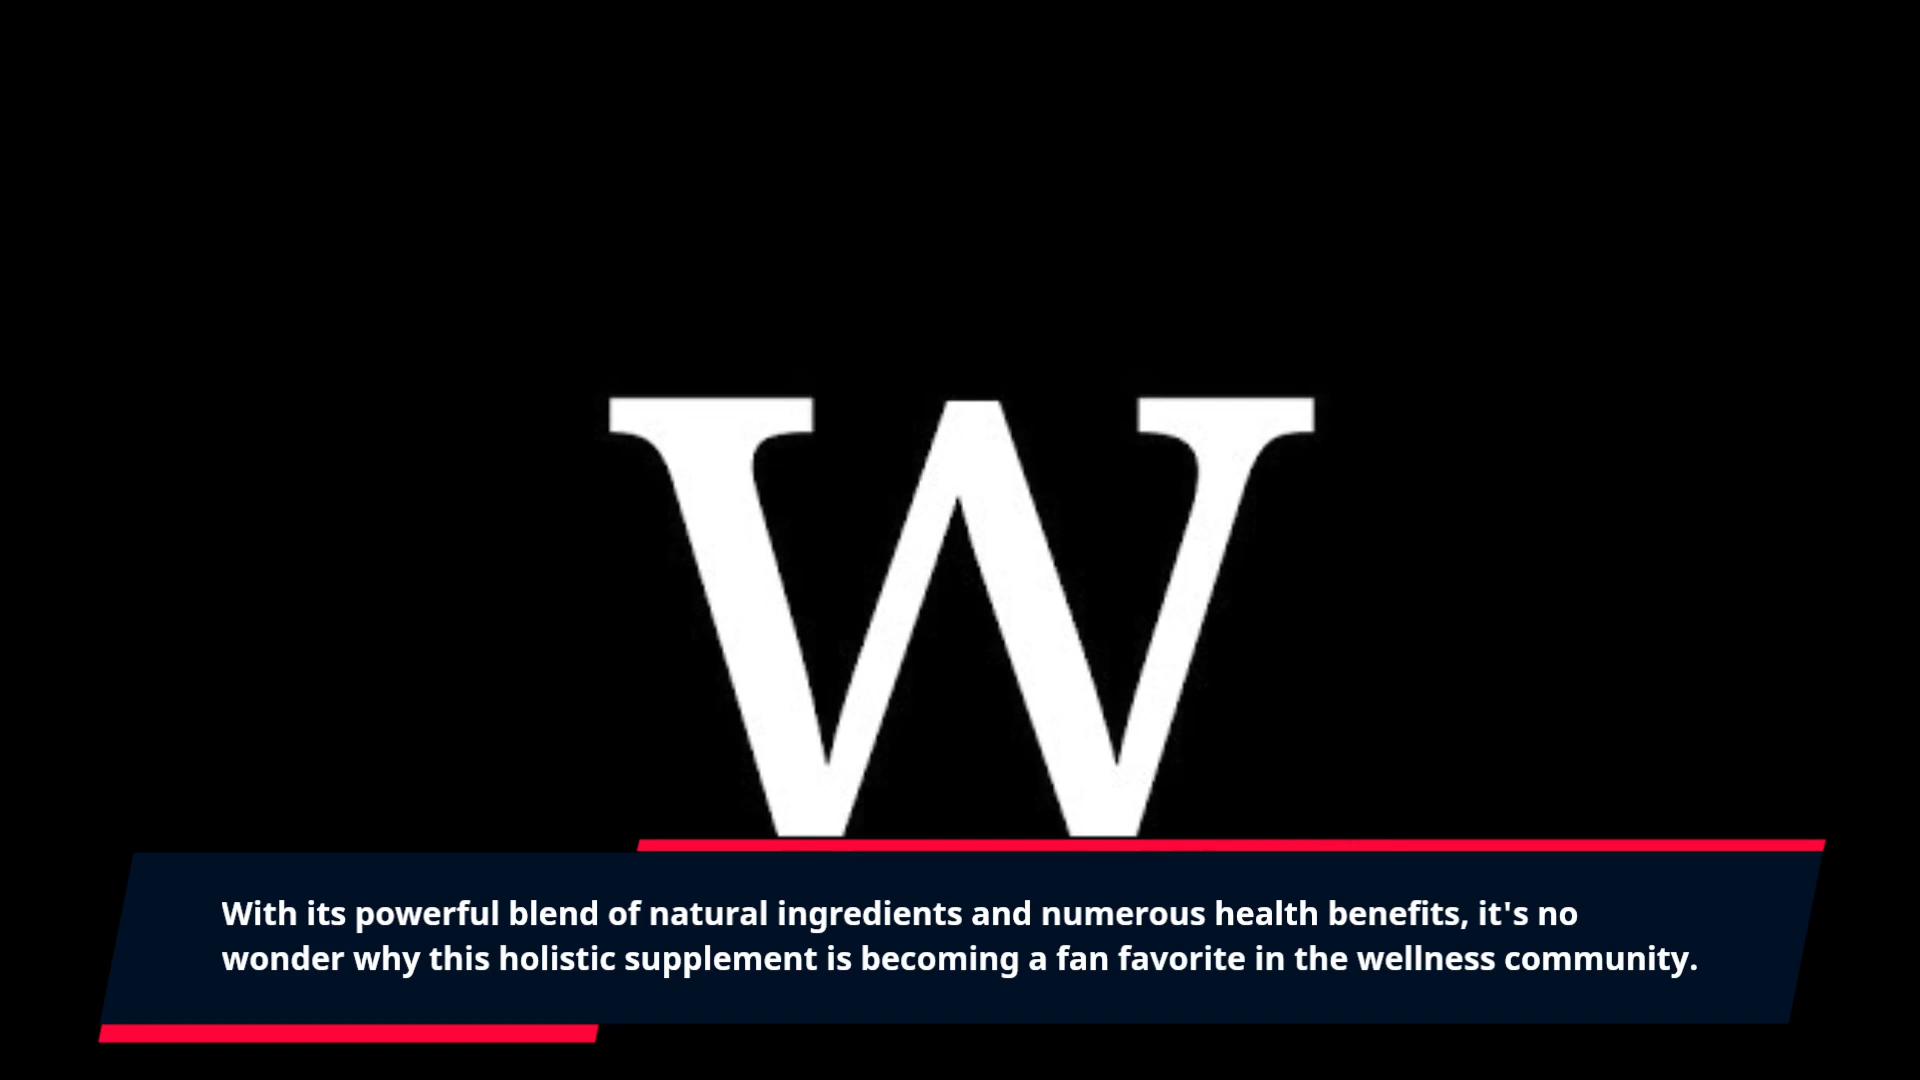 W
With its powerful blend of natural ingredients and numerous health benefits, it's no
wonder why this holistic supplement is becoming a fan favorite in the wellness community.